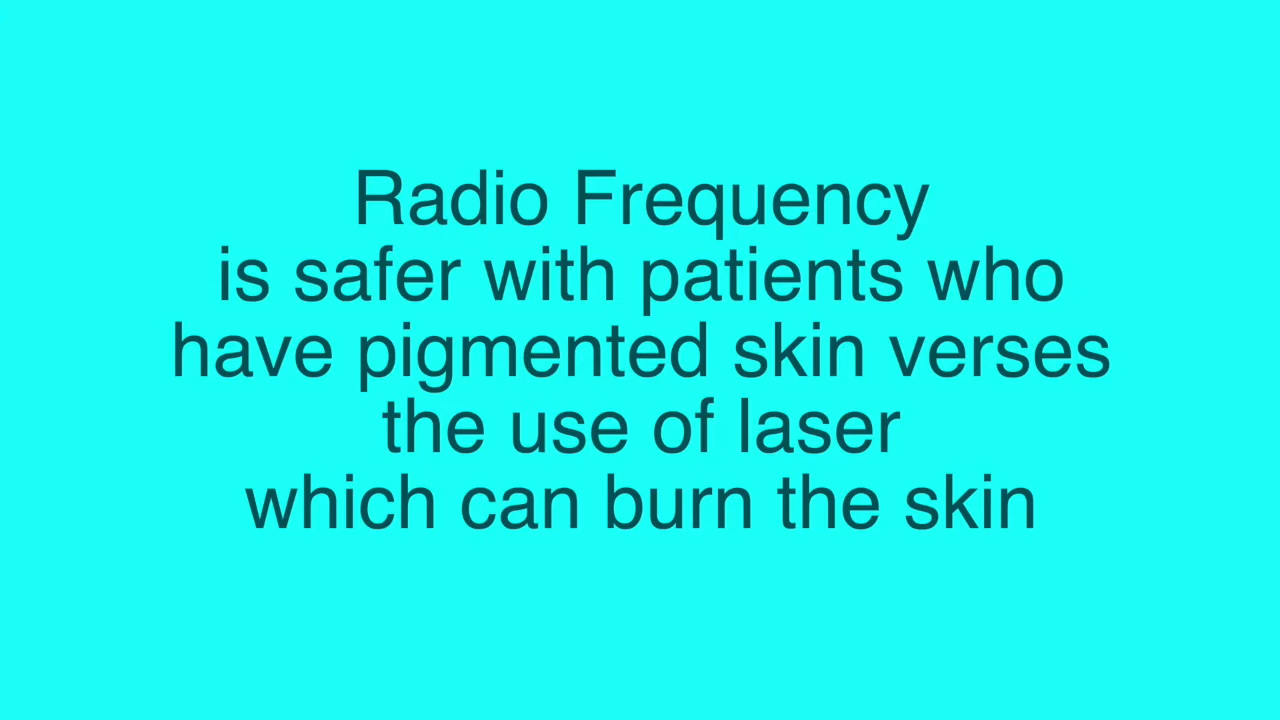 Radio Frequency
is safer with patients who
have pigmented skin verses
the use of laser
which can burn the skin